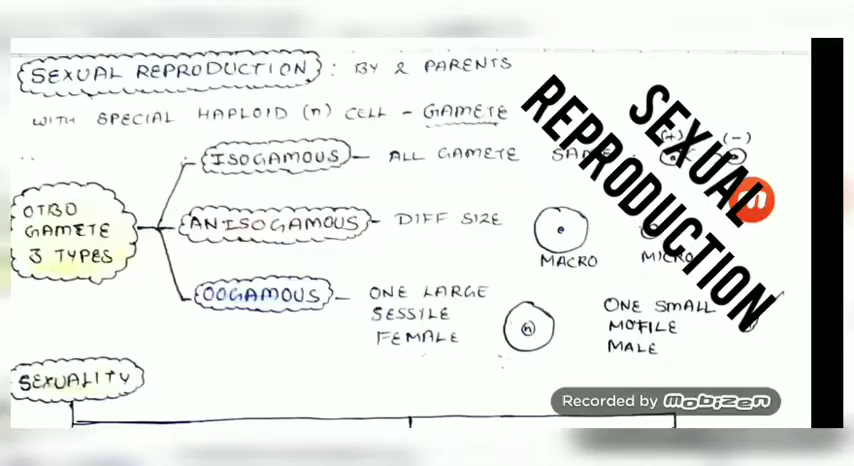 SEXUAL REPRODUCTION : BY 2 PARENTS
WITH SPECIAL HAPLOID (n) CELL - GAMETE
(+) (-)
ISOGAMOUS - ALL GAMETE SAME
OTBO
GAMETE
3 TYPES
ANISOGAMOUS - DIFF SIZE
MACRO MICRO
OOGAMOUS - ONE LARGE
SESSILE
FEMALE
n
ONE SMALL
MOTILE
MALE
SEXUALITY
SEXUAL
REPRODUCTION
m
Recorded by mobizen